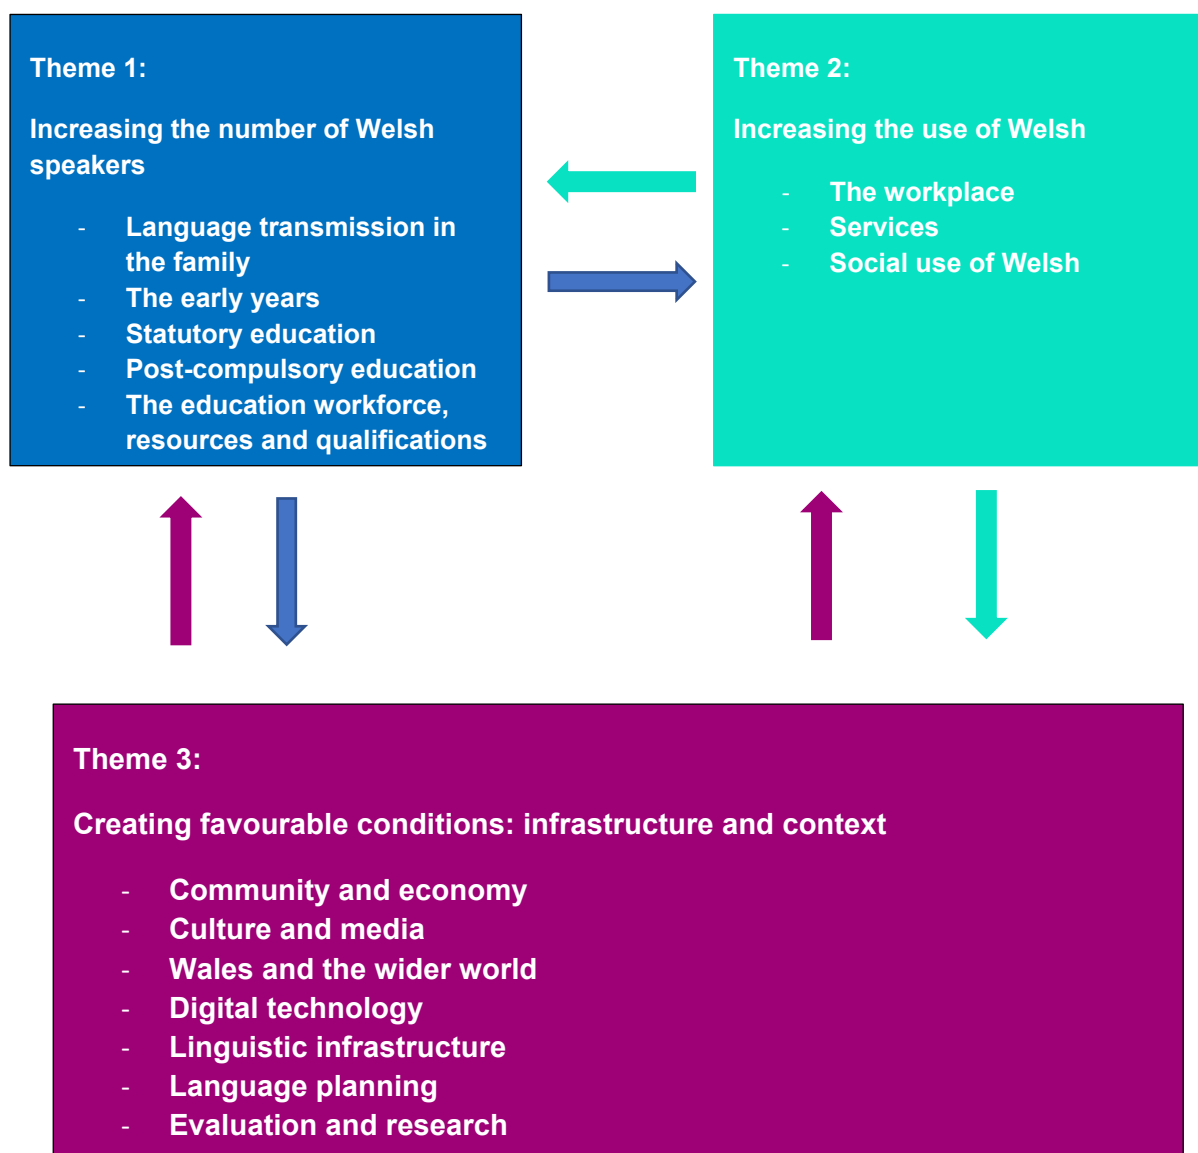 Theme 1:
Increasing the number of Welsh
speakers
- Language transmission in
the family
- The early years
- Statutory education
- Post-compulsory education
- The education workforce,
resources and qualifications
Theme 2:
Increasing the use of Welsh
- The workplace
- Services
- Social use of Welsh
Theme 3:
Creating favourable conditions: infrastructure and context
- Community and economy
- Culture and media
- Wales and the wider world
- Digital technology
- Linguistic infrastructure
- Language planning
- Evaluation and research